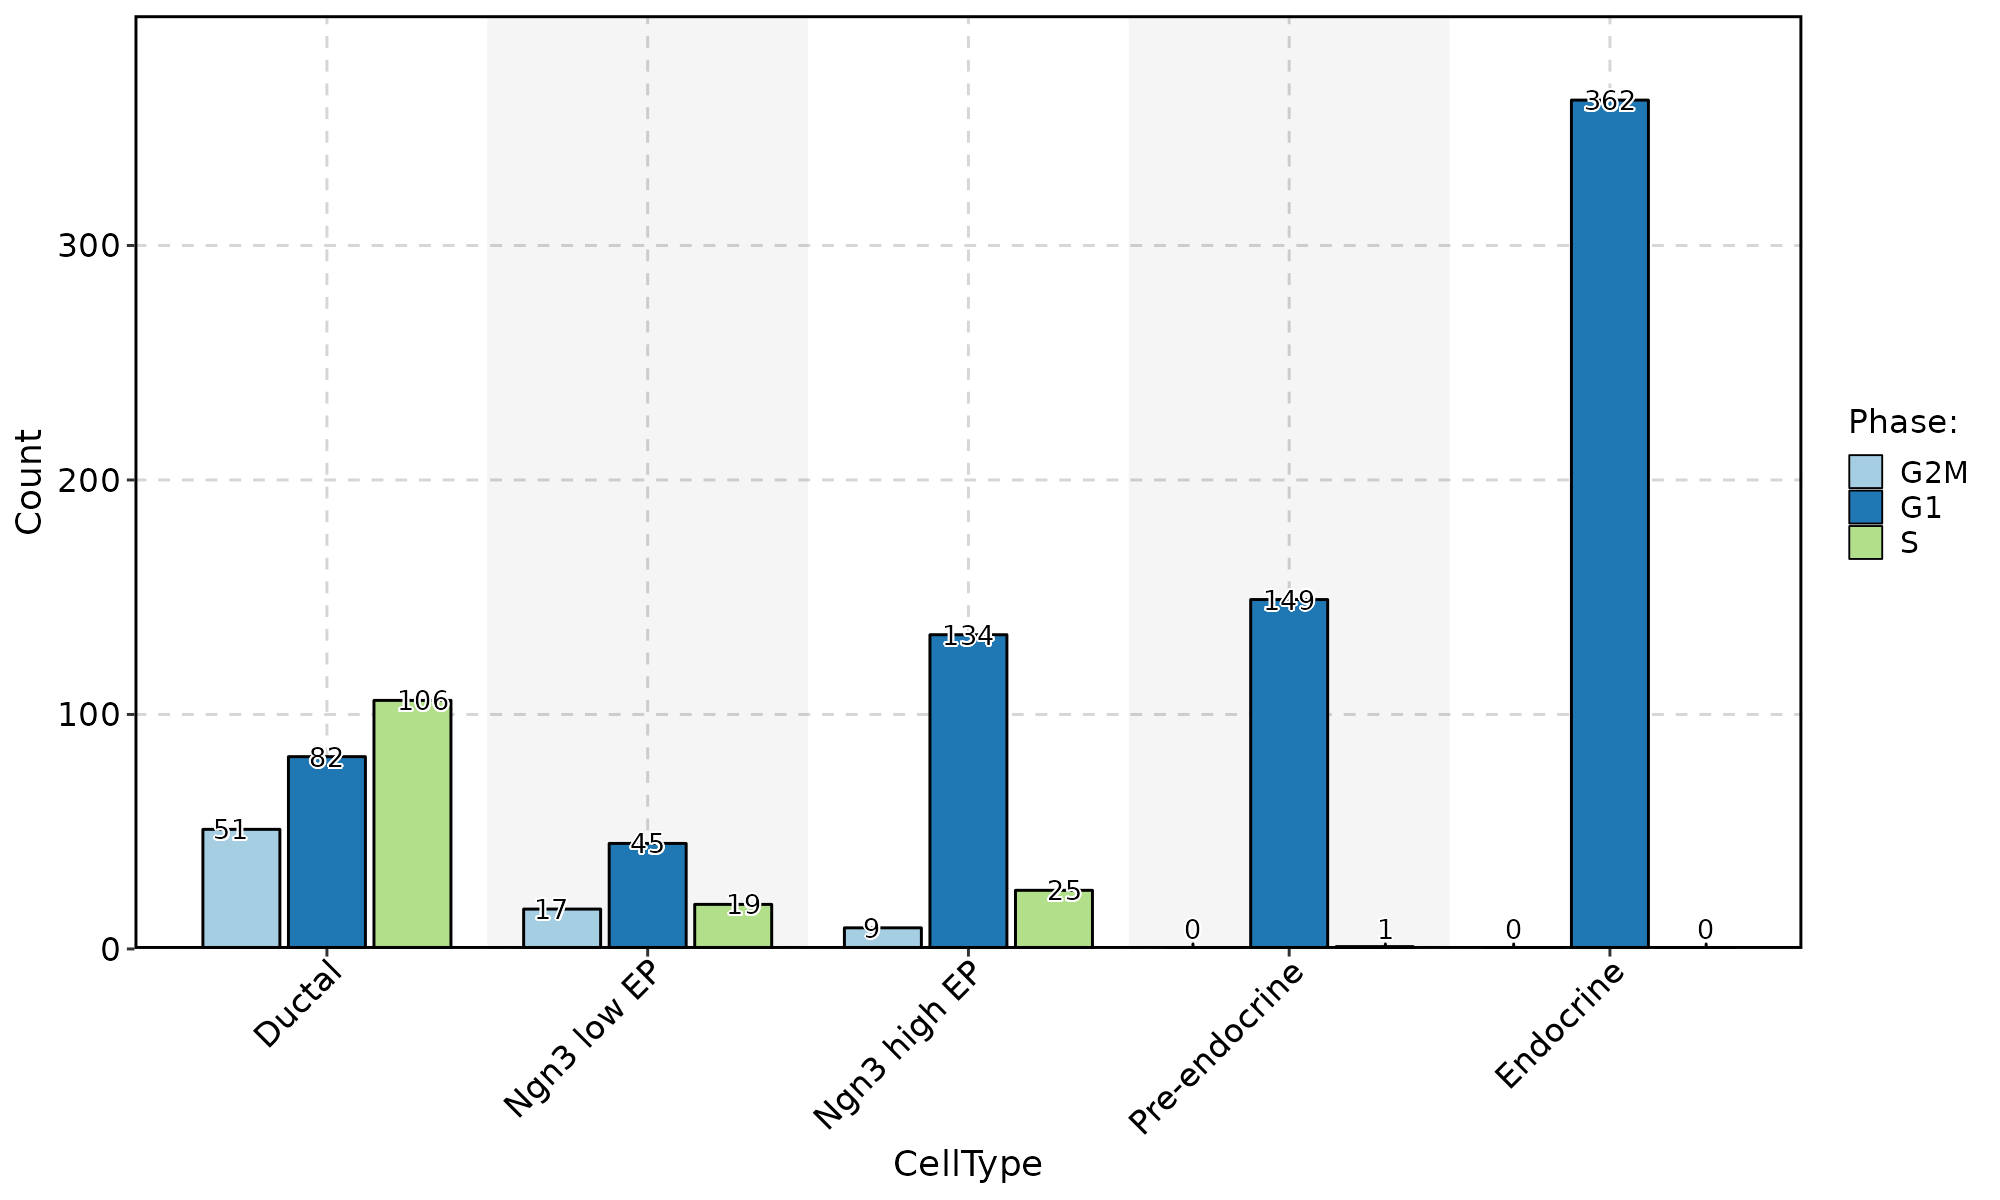 362
300
Count
200
149
134
106
100
82
51
45
17
19
9
25
0
1
0
0
0
Ductal
Ngn3 low EP
Ngn3 high EP
Pre-endocrine
Endocrine
CellType
Phase:
G2M
G1
S